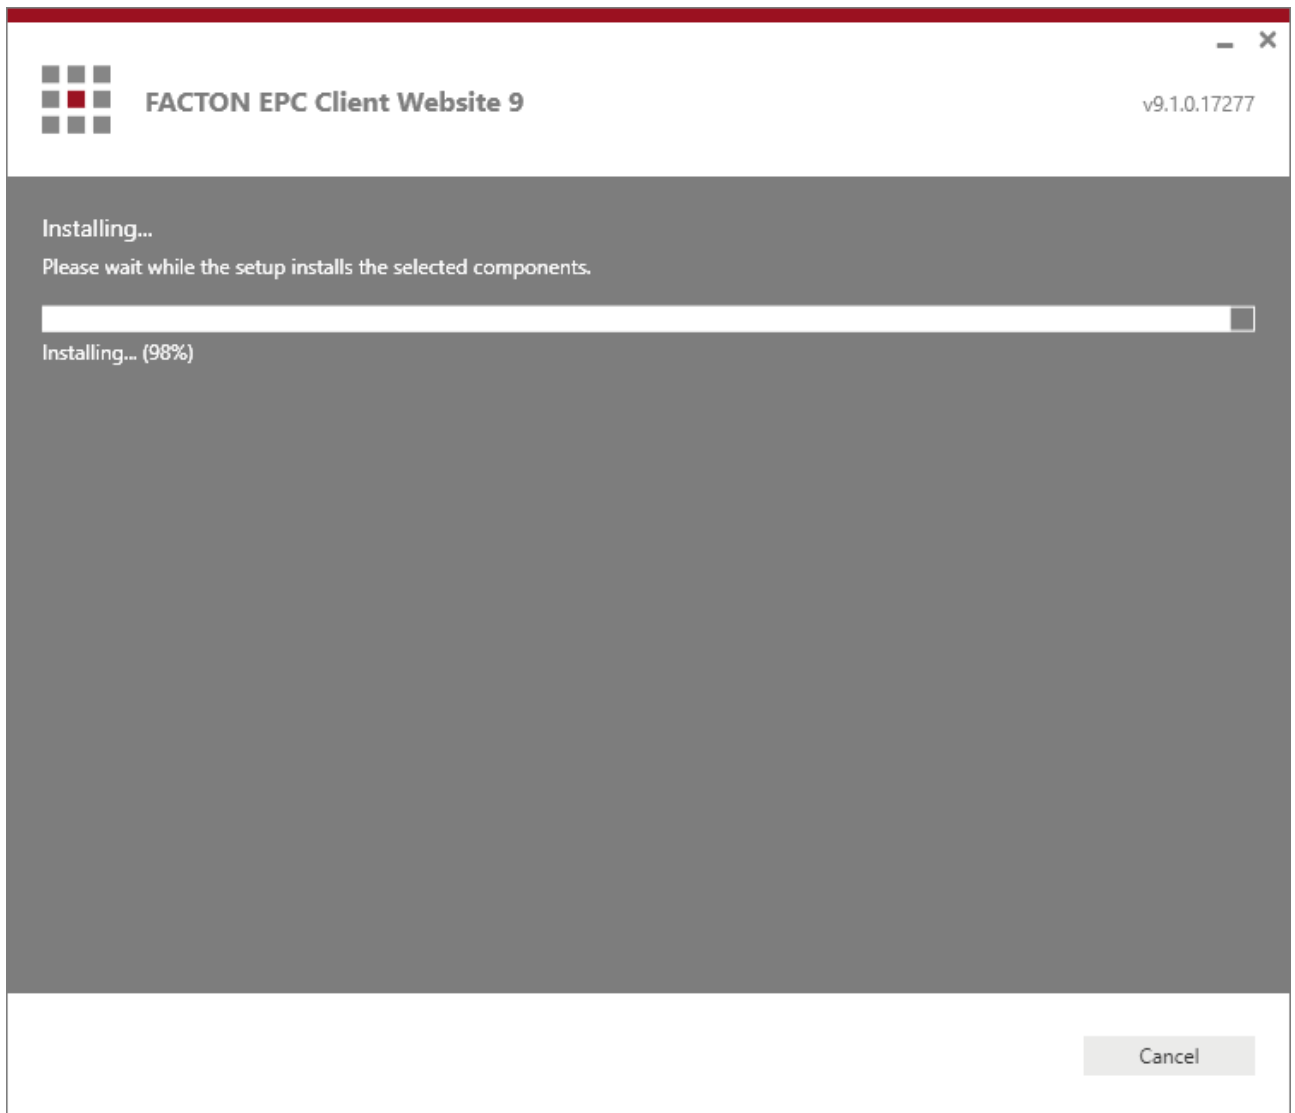 FACTON EPC Client Website 9
v9.1.0.17277
Installing...
Please wait while the setup installs the selected components.
Installing... (98%)
Cancel